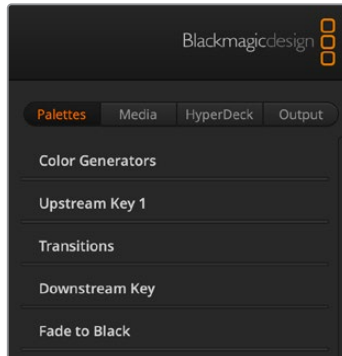 Blackmagicdesign
Palettes Media HyperDeck Output
Color Generators
Upstream Key 1
Transitions
Downstream Key
Fade to Black